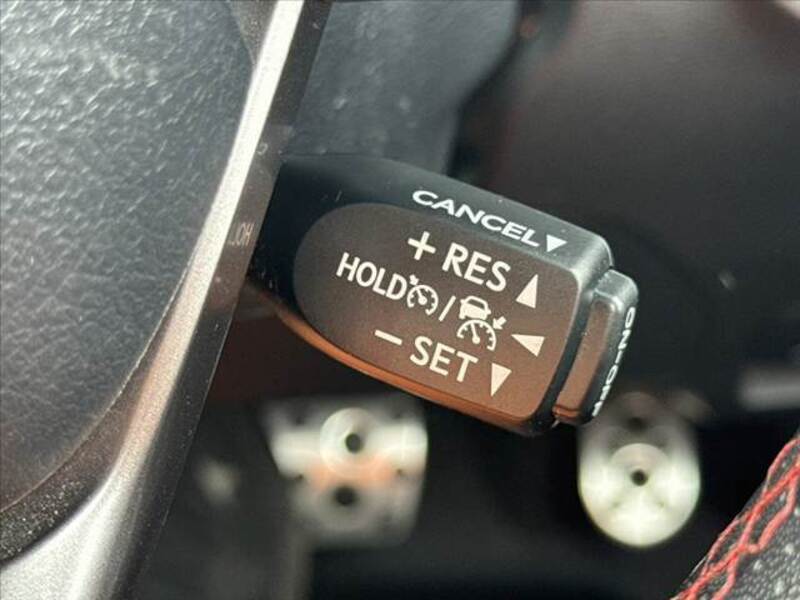 CANCEL▼
+ RES ▲
HOLD / ◀
− SET ▼
ON-OFF